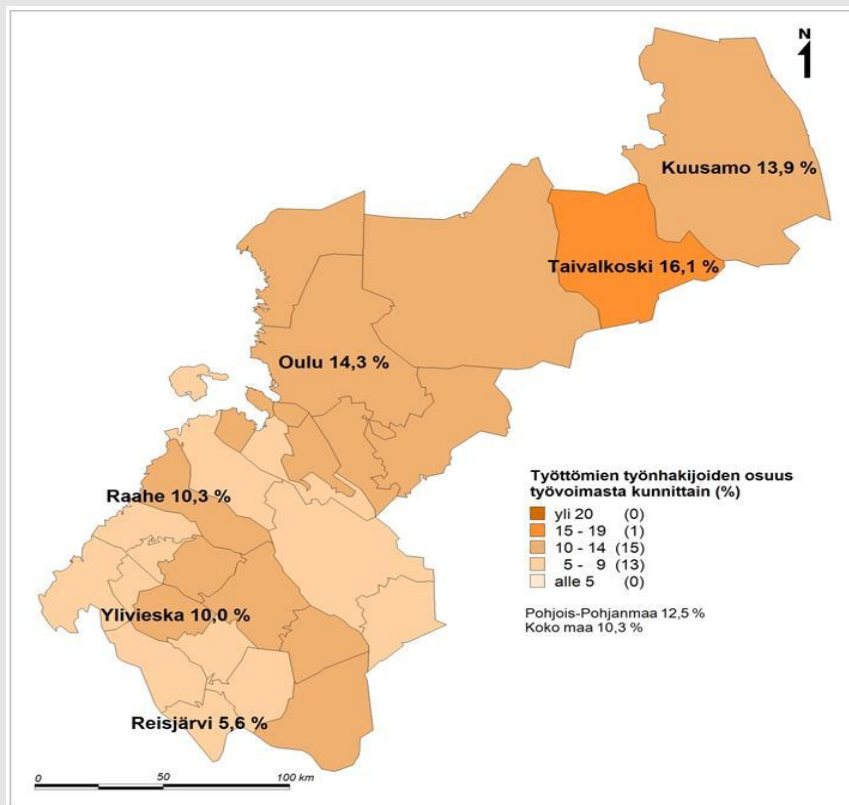 N
Kuusamo 13,9 %
Taivalkoski 16,1 %
Oulu 14,3 %
Raahe 10,3 %
Ylivieska 10,0 %
Reisjärvi 5,6 %
Työttömien työnhakijoiden osuus
työvoimasta kunnittain (%)
yli 20 (0)
15 - 19 (1)
10 - 14 (15)
5 - 9 (13)
alle 5 (0)
Pohjois-Pohjanmaa 12,5 %
Koko maa 10,3 %
0 50 100 km